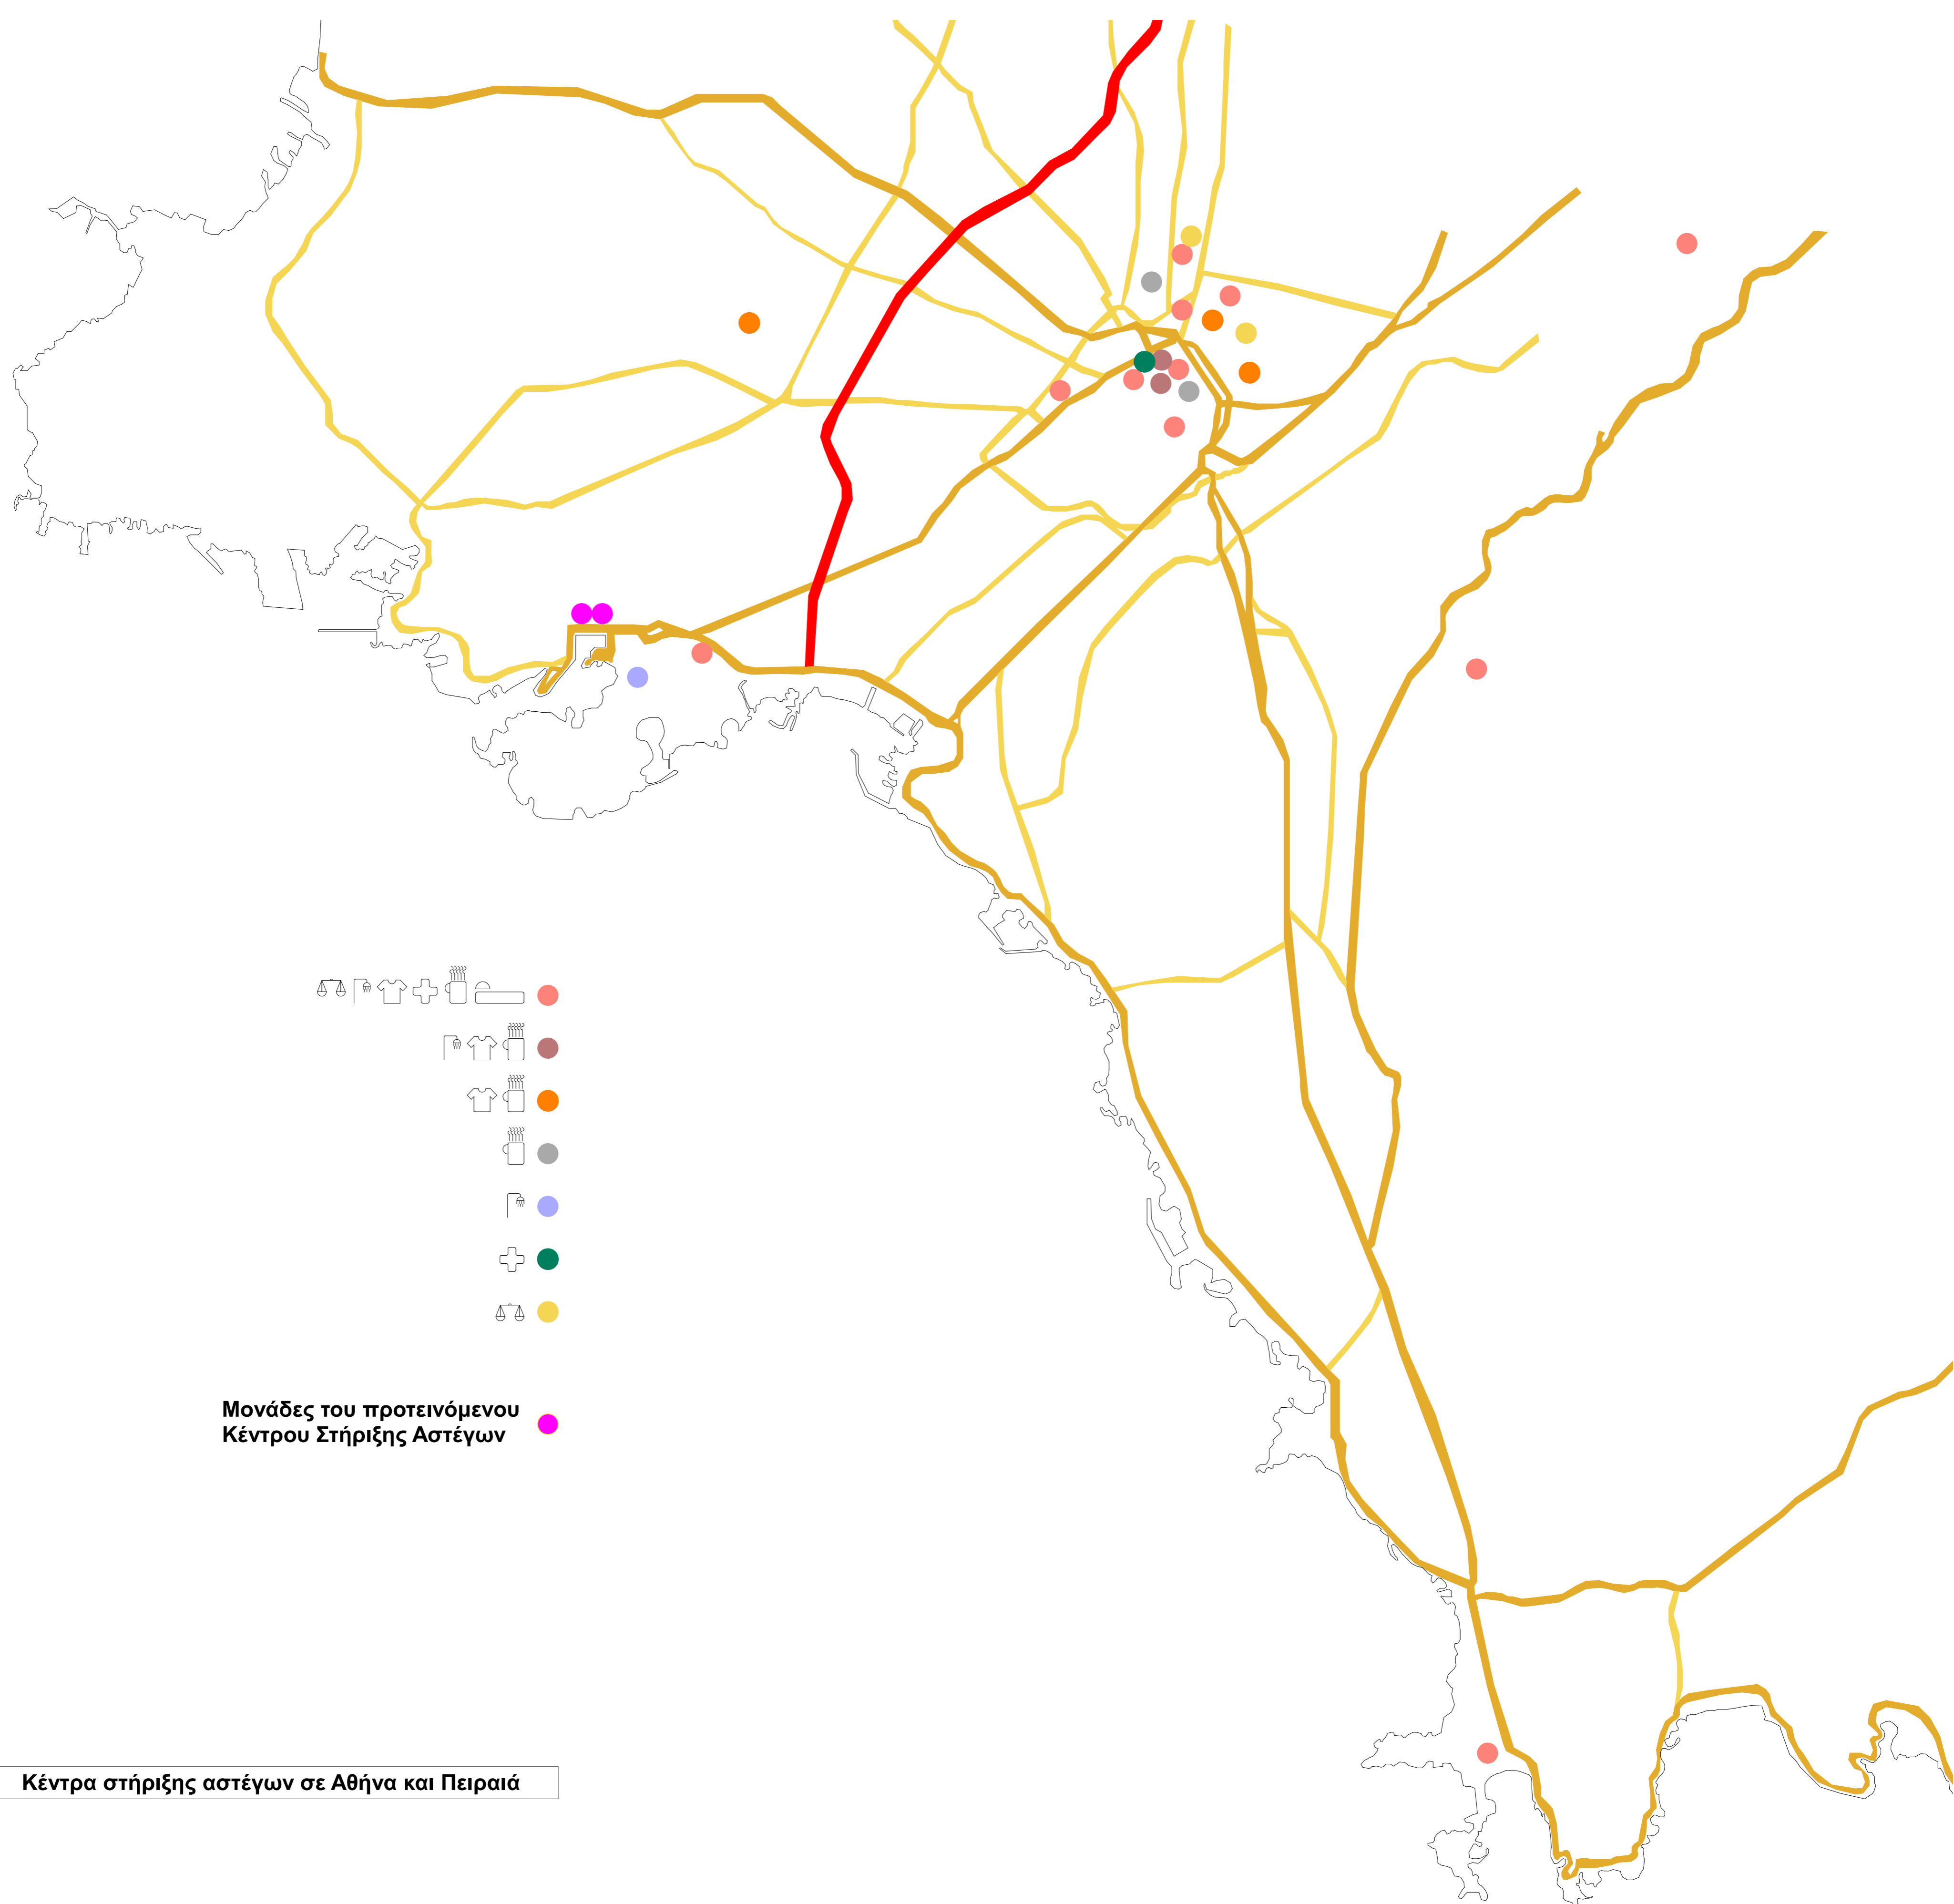 Μονάδες του προτεινόμενου
Κέντρου Στήριξης Αστέγων
Κέντρα στήριξης αστέγων σε Αθήνα και Πειραιά